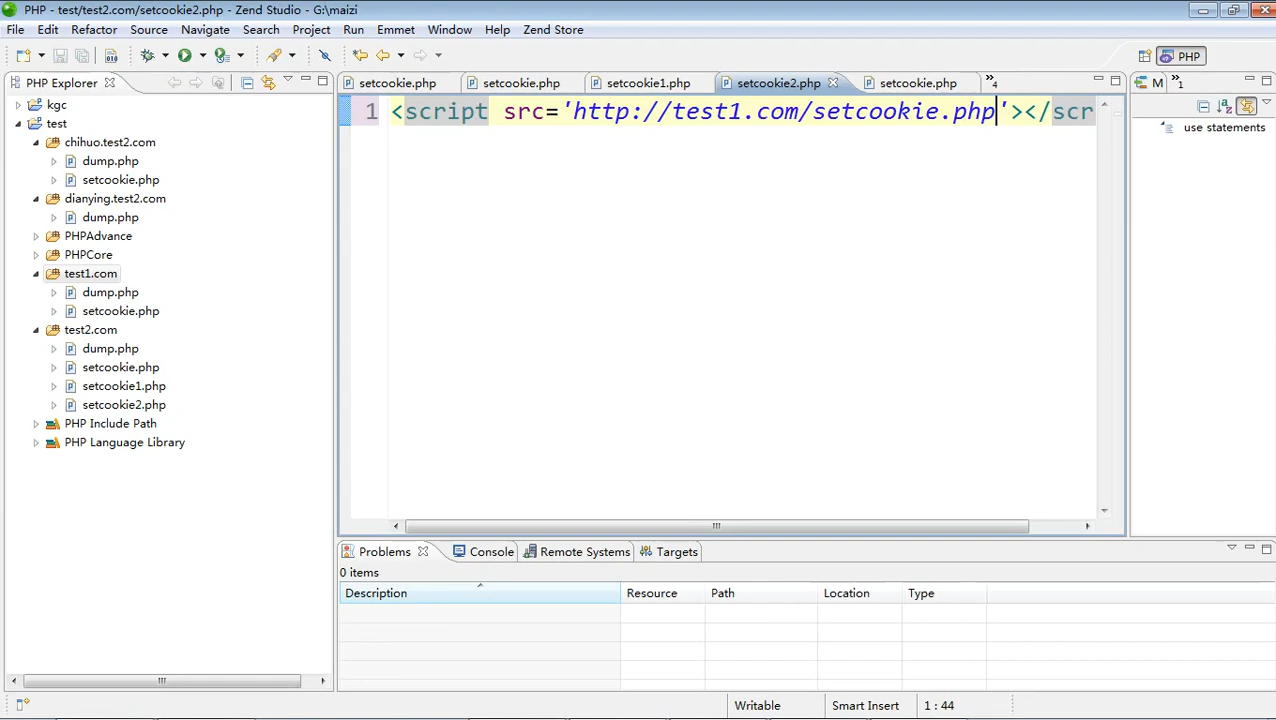 PHP - test/test2.com/setcookie2.php - Zend Studio - G:\maizi
File Edit Refactor Source Navigate Search Project Run Emmet Window Help Zend Store
PHP
PHP Explorer
setcookie.php setcookie.php setcookie1.php setcookie2.php setcookie.php 4
M 1
kgc
test
chihuo.test2.com
dump.php
setcookie.php
dianying.test2.com
dump.php
PHPAdvance
PHPCore
test1.com
dump.php
setcookie.php
test2.com
dump.php
setcookie.php
setcookie1.php
setcookie2.php
PHP Include Path
PHP Language Library
1 <script src='http://test1.com/setcookie.php'></scr
use statements
Problems Console Remote Systems Targets
0 items
Description Resource Path Location Type
Writable Smart Insert 1 : 44